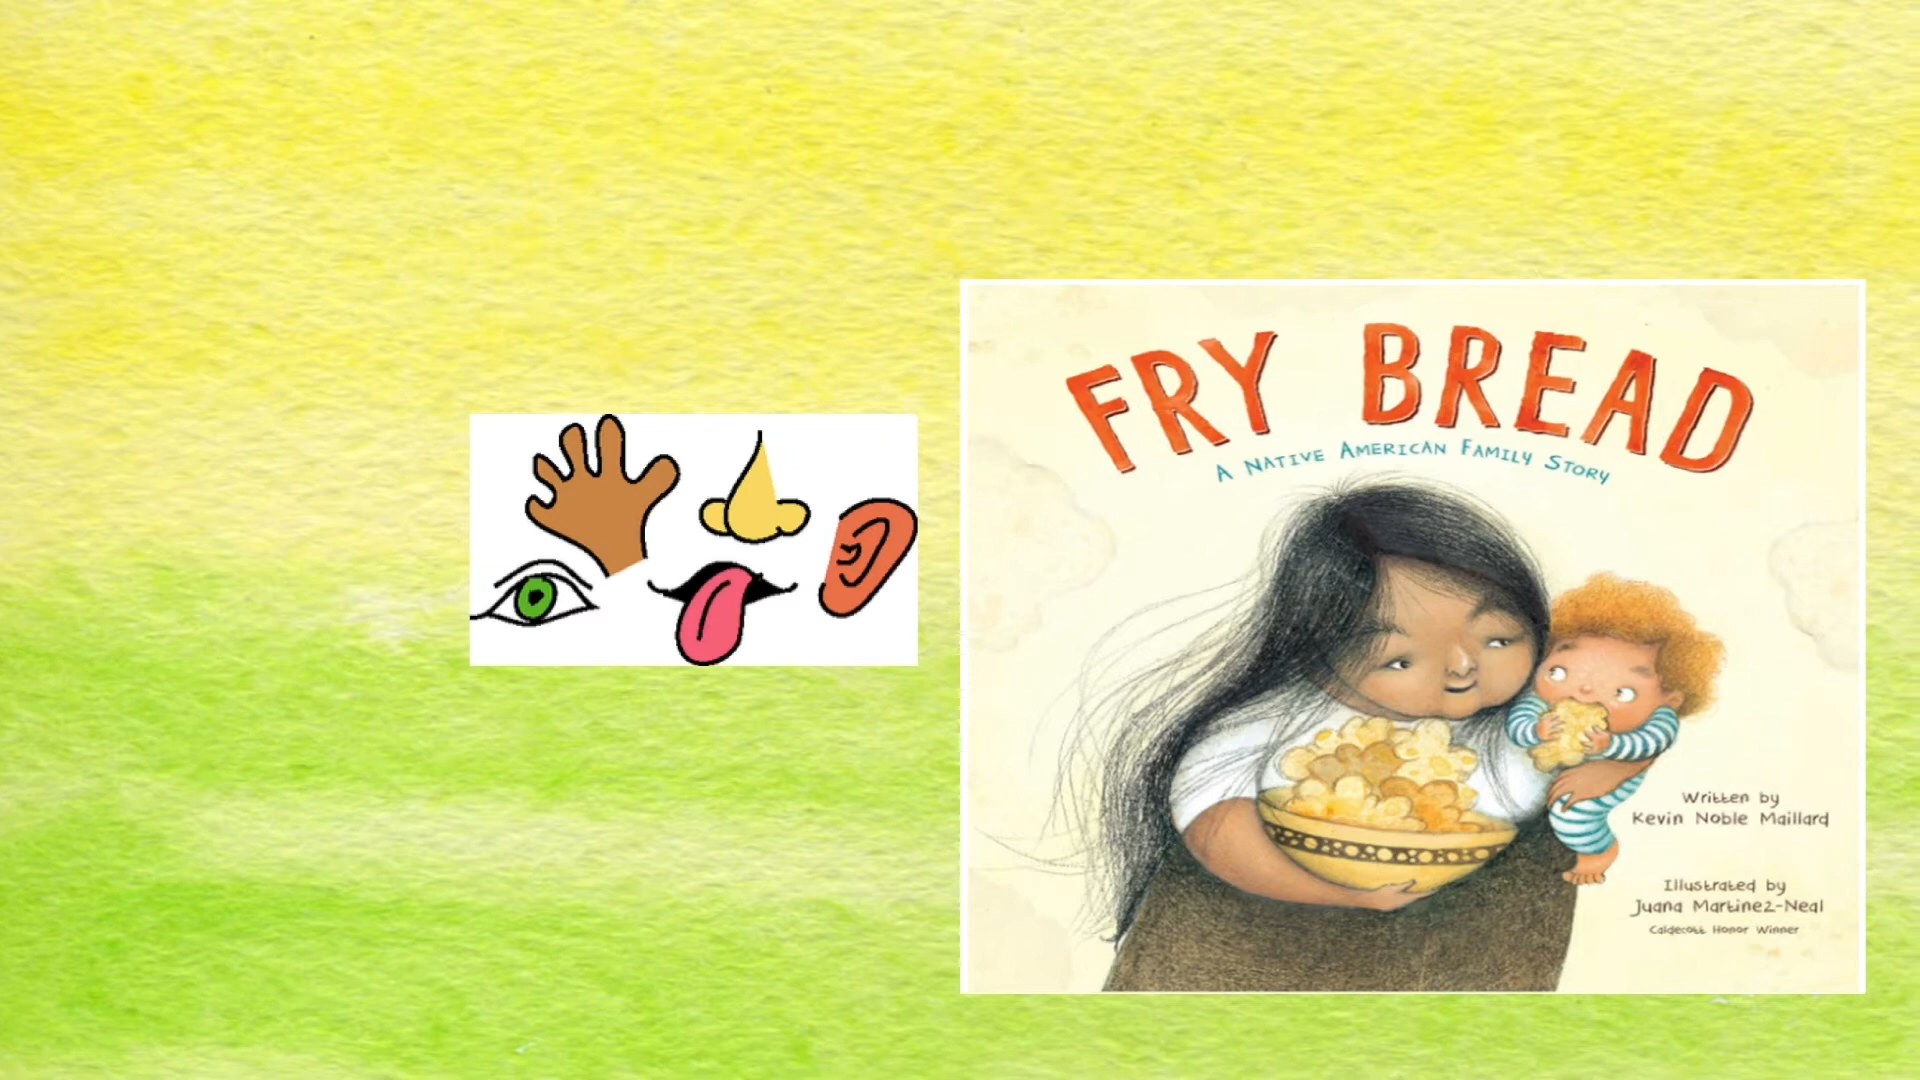 FRY BREAD
A NATIVE AMERICAN FAMILY STORY
Written by
Kevin Noble Maillard
Illustrated by
Juana Martinez-Neal
Caldecott Honor Winner